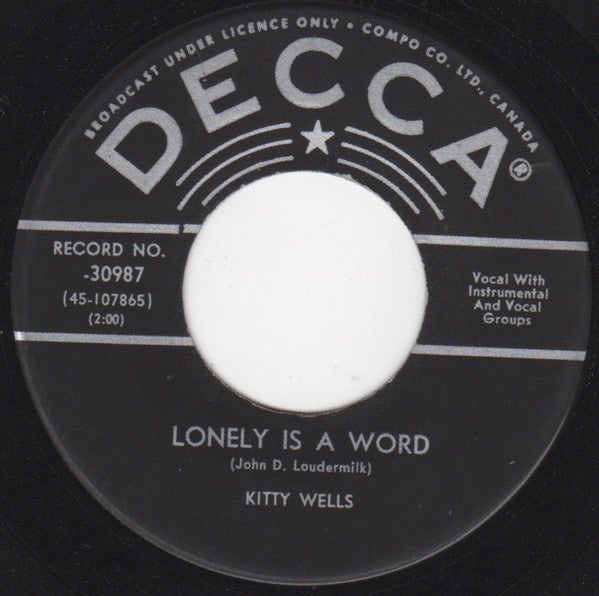 BROADCAST UNDER LICENCE ONLY • COMPO CO. LTD., CANADA
DECCA®
RECORD NO.
-30987
(45-107865)
(2:00)
Vocal With
Instrumental
And Vocal
Groups
LONELY IS A WORD
(John D. Loudermilk)
KITTY WELLS